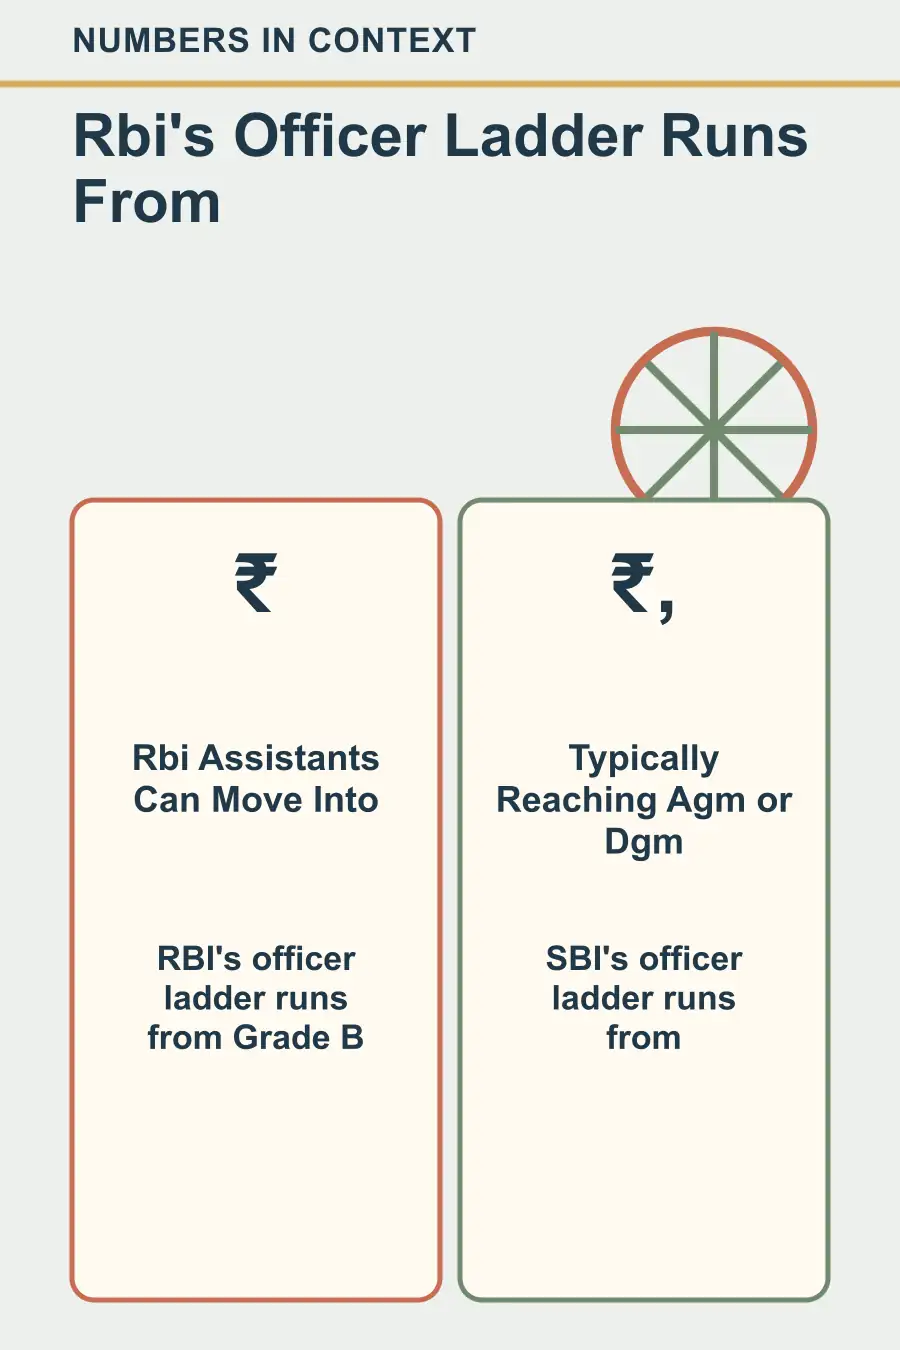 NUMBERS IN CONTEXT
Rbi's Officer Ladder Runs
From
₹
Rbi Assistants
Can Move Into
RBI's officer
ladder runs
from Grade B
₹,
Typically
Reaching Agm or
Dgm
SBI's officer
ladder runs
from